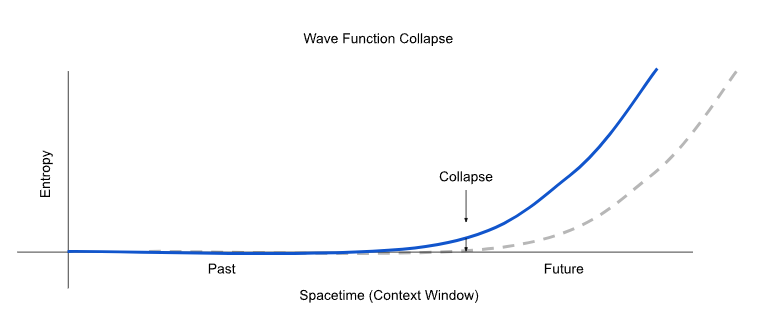 Wave Function Collapse
Entropy
Collapse
Past
Future
Spacetime (Context Window)